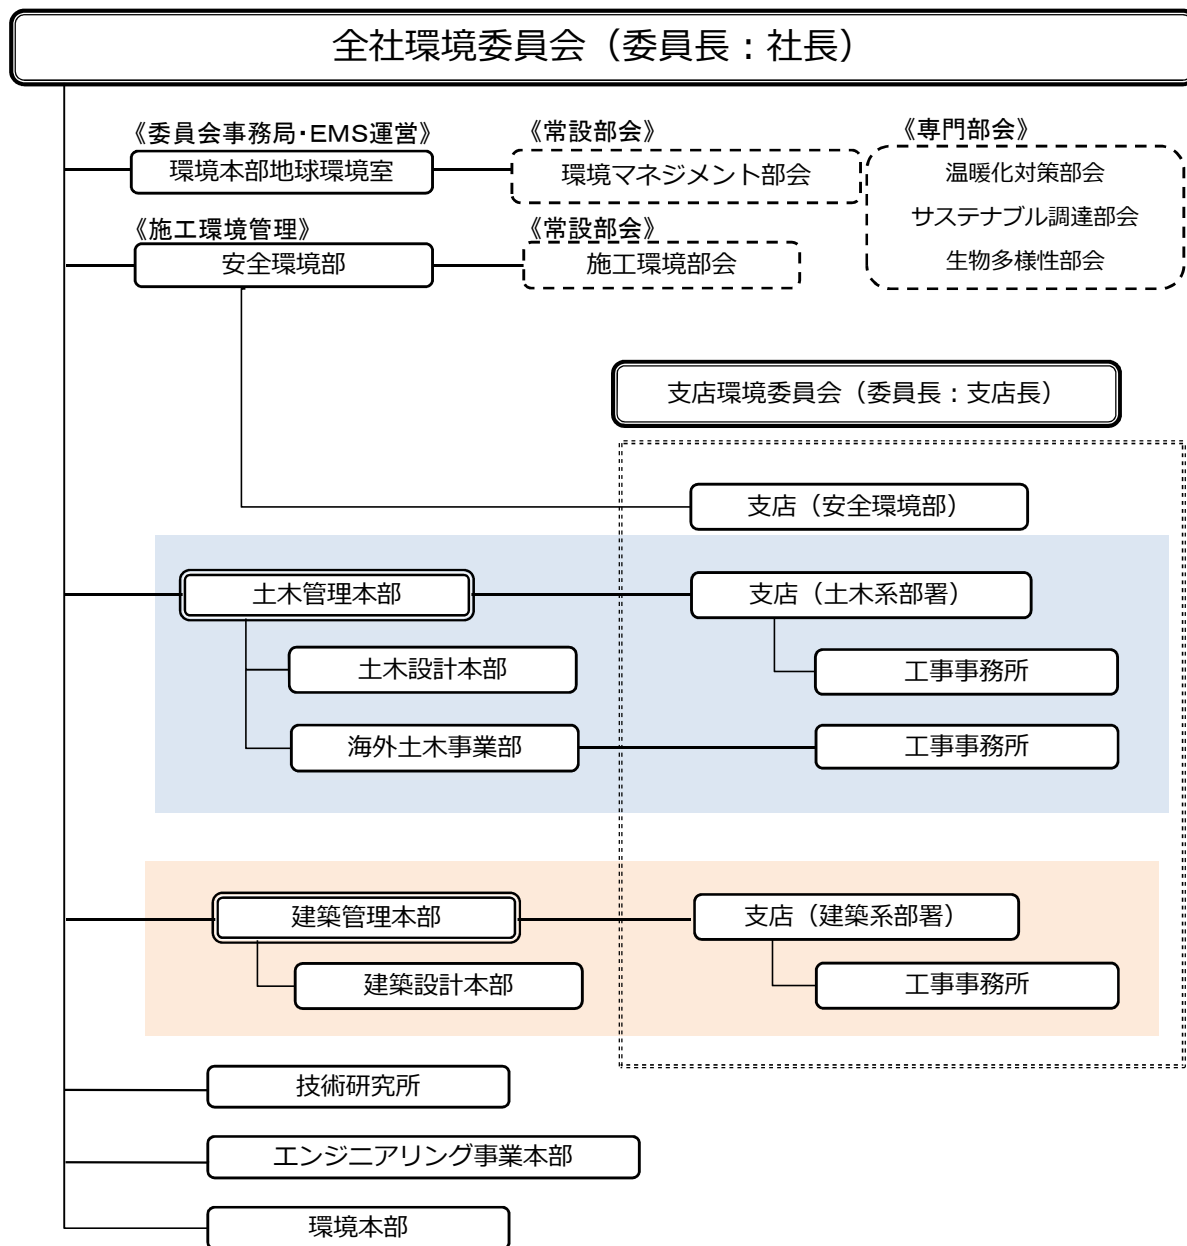 全社環境委員会（委員長：社長）
《委員会事務局・EMS運営》
《常設部会》
《専門部会》
環境本部地球環境室
環境マネジメント部会
温暖化対策部会
サステナブル調達部会
生物多様性部会
《施工環境管理》
《常設部会》
安全環境部
施工環境部会
支店環境委員会（委員長：支店長）
支店（安全環境部）
土木管理本部
支店（土木系部署）
土木設計本部
工事事務所
海外土木事業部
工事事務所
建築管理本部
支店（建築系部署）
建築設計本部
工事事務所
技術研究所
エンジニアリング事業本部
環境本部